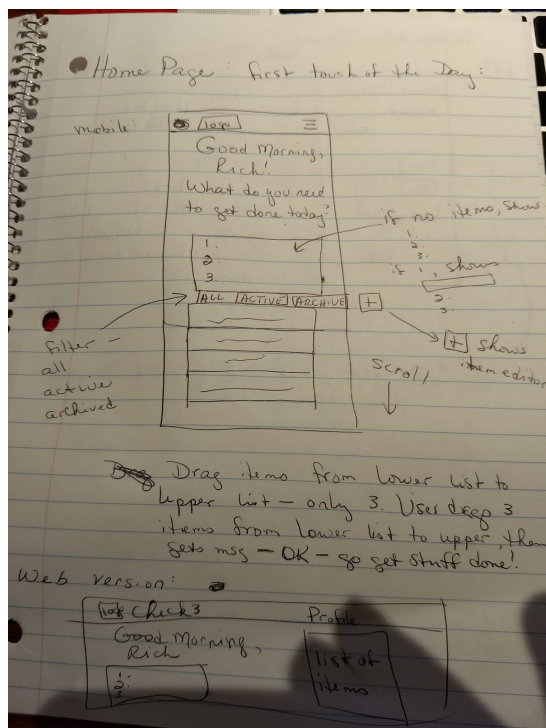 Home Page: first touch of the Day:
mobile:
logo
Good Morning,
Rich!
What do you need
to get done today?
1.
2.
3.
if no items, shows
1.
2.
3.
if 1, shows
2.
3.
ALL ACTIVE ARCHIVE +
+ shows
item editor
filter -
all
active
archived
scroll
Drag items from lower list to
upper list - only 3. User drags 3
items from lower list to upper, then
gets msg - OK - go get stuff done!
Web version:
logo Check3 Profile
Good Morning,
Rich
1.
2.
3.
list of
items